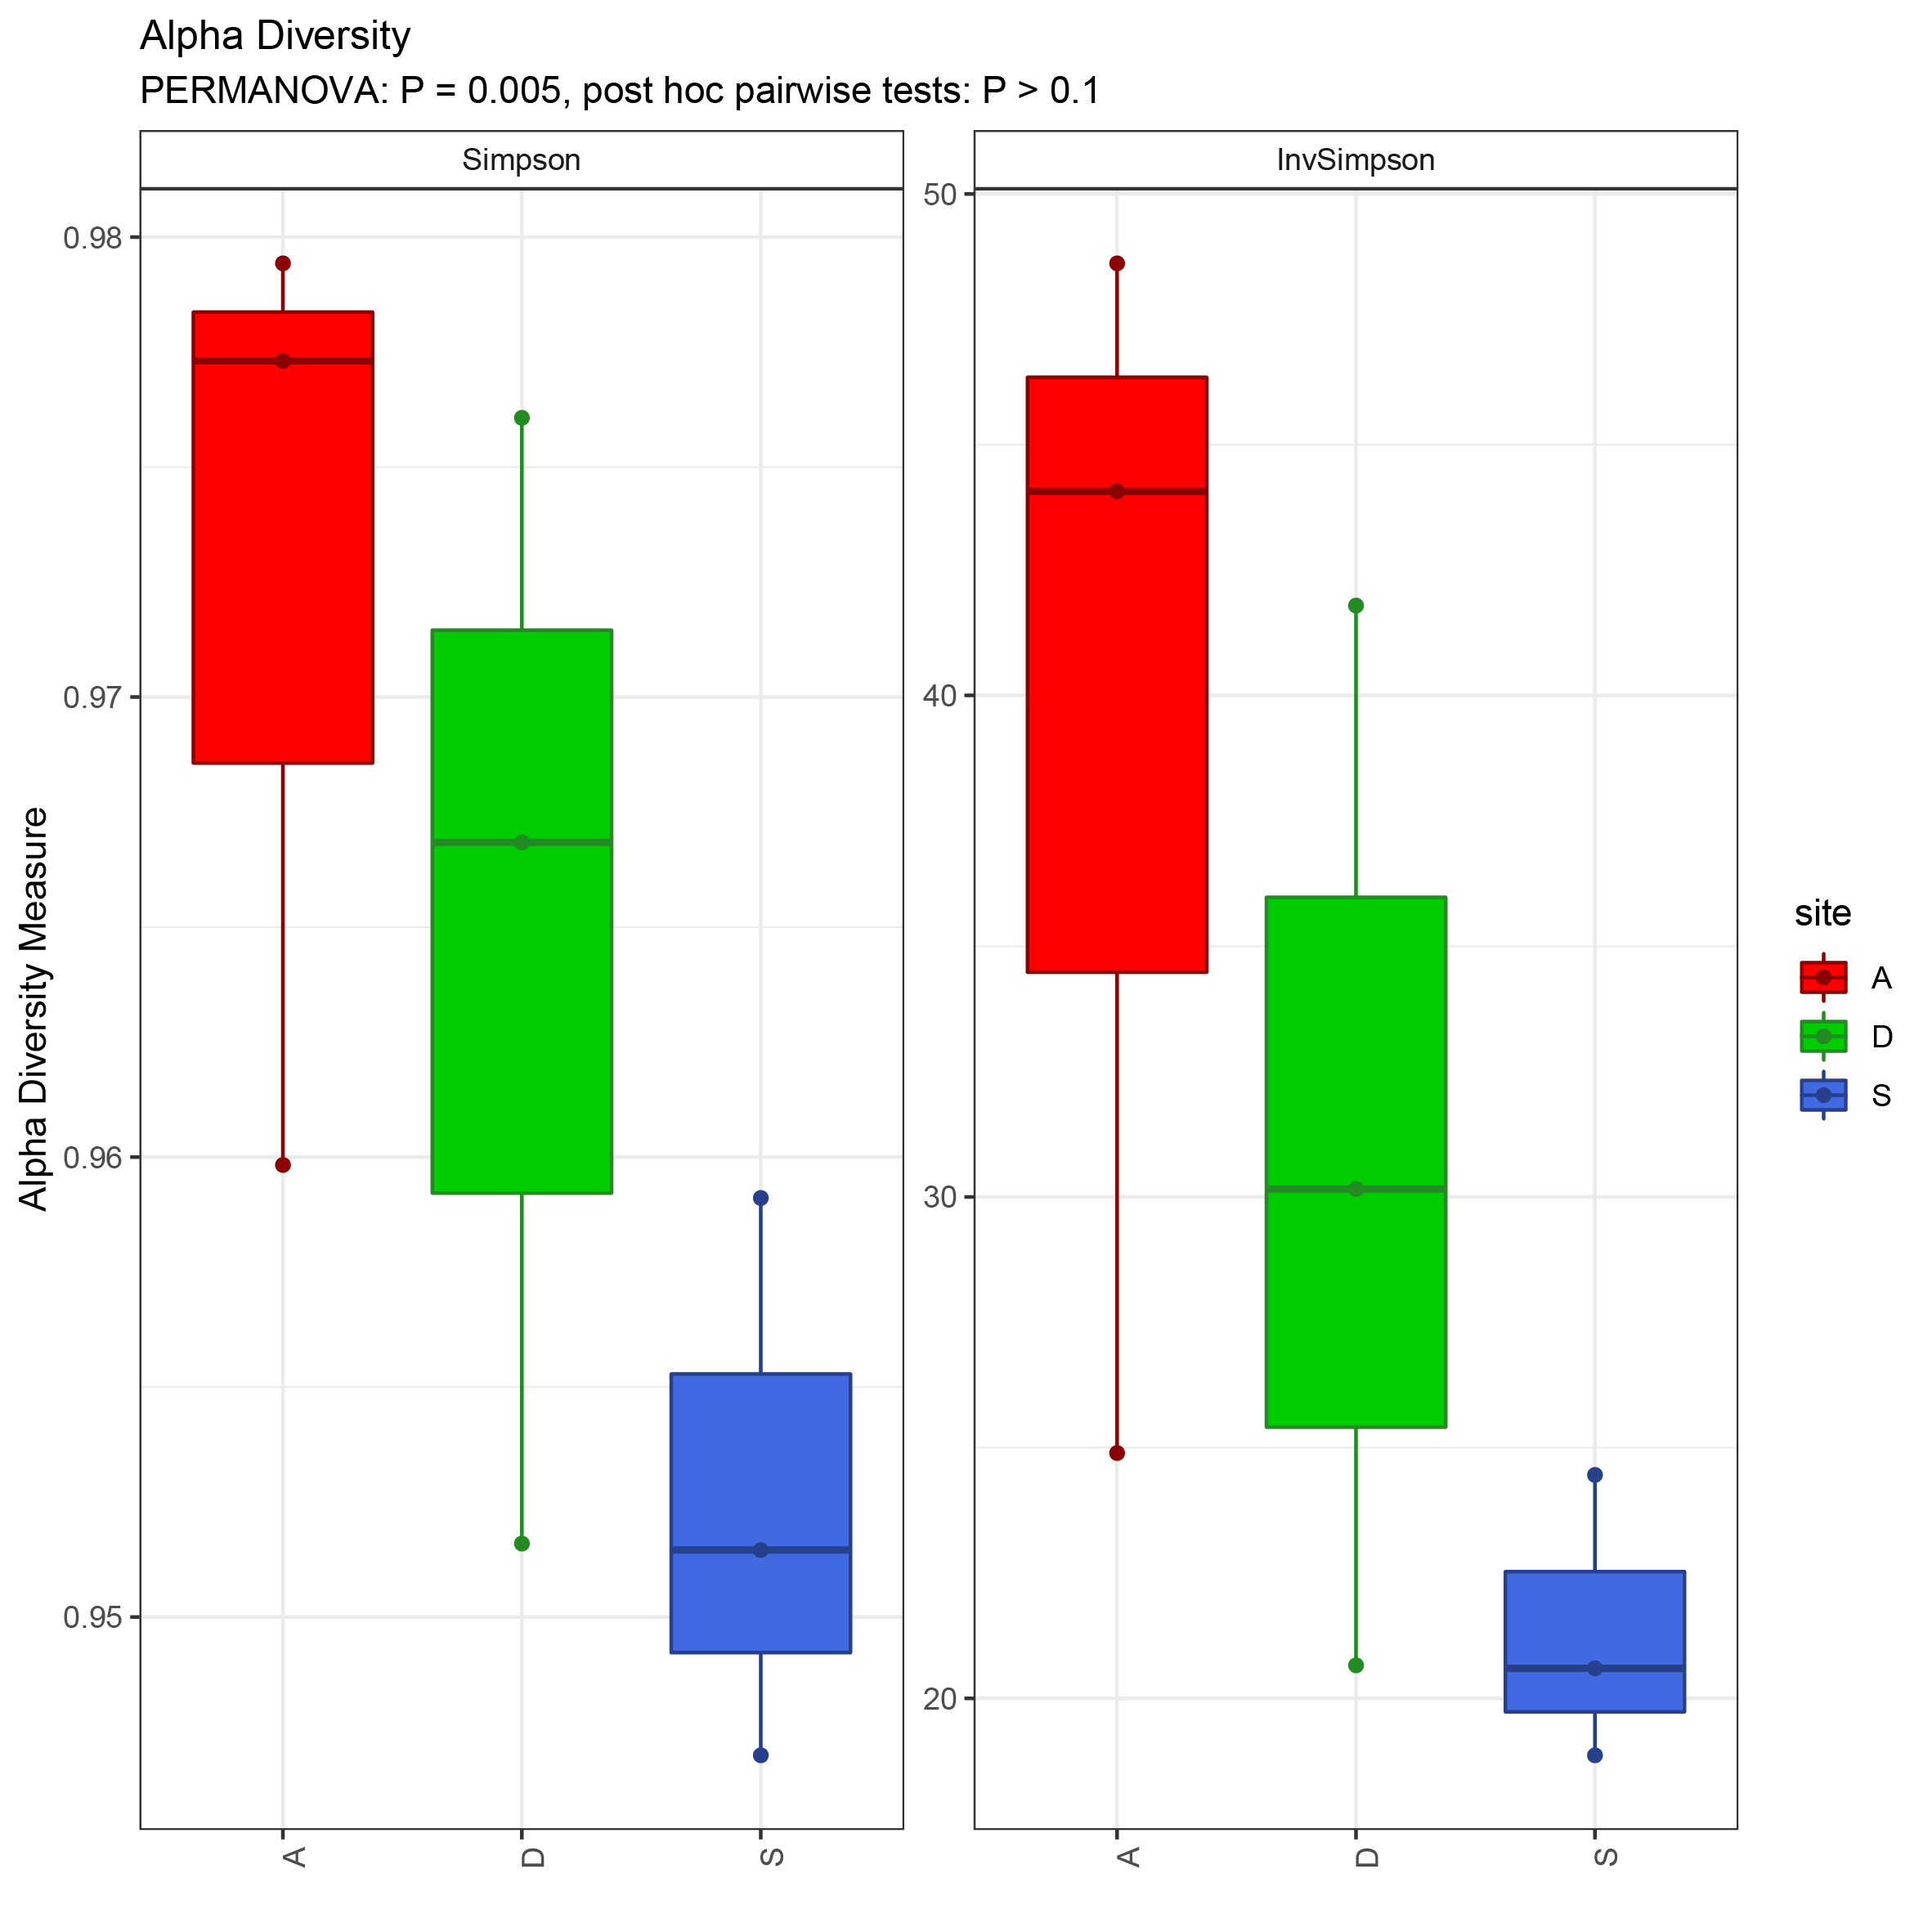 Alpha Diversity
PERMANOVA: P = 0.005, post hoc pairwise tests: P > 0.1
Simpson
InvSimpson
Alpha Diversity Measure
0.98
0.97
0.96
0.95
50
40
30
20
A
D
S
A
D
S
site
A
D
S